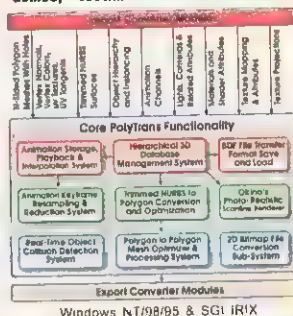 N-Sided Polygon
Meshes With Holes
Vertex Normals,
Vertex Colors,
UV Textures,
UV Tangents
Trimmed NURBS
Surfaces
Object Hierarchy
and Instancing
Animation
Channels
Lights, Cameras &
Related Attributes
Materials and
Shader Attributes
Texture Mapping
& Attributes
Texture Projections
Core PolyTrans Functionality
Animation Storage,
Playback &
Interpolation System
Hierarchical 3D
Database
Management System
BDF File Transfer
Format Save
and Load
Animation Keyframe
Resampling &
Reduction System
Trimmed NURBS to
Polygon Conversion
and Optimization
Okino's
Photo-Realistic
Scanline Renderer
Real-Time Object
Collision Detection
System
Polygon to Polygon
Mesh Optimizer &
Processing System
2D Bitmap File
Conversion
Sub-System
Export Converter Modules
Windows NT/98/95 & SGI IRIX